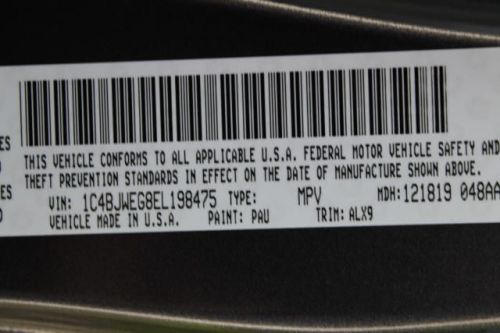 THIS VEHICLE CONFORMS TO ALL APPLICABLE U.S.A. FEDERAL MOTOR VEHICLE SAFETY AND
THEFT PREVENTION STANDARDS IN EFFECT ON THE DATE OF MANUFACTURE SHOWN ABOVE.
VIN: 1C4BJWEG8EL198475 TYPE: MPV MDH:121819 048AA
VEHICLE MADE IN U.S.A. PAINT: PAU TRIM: ALX9